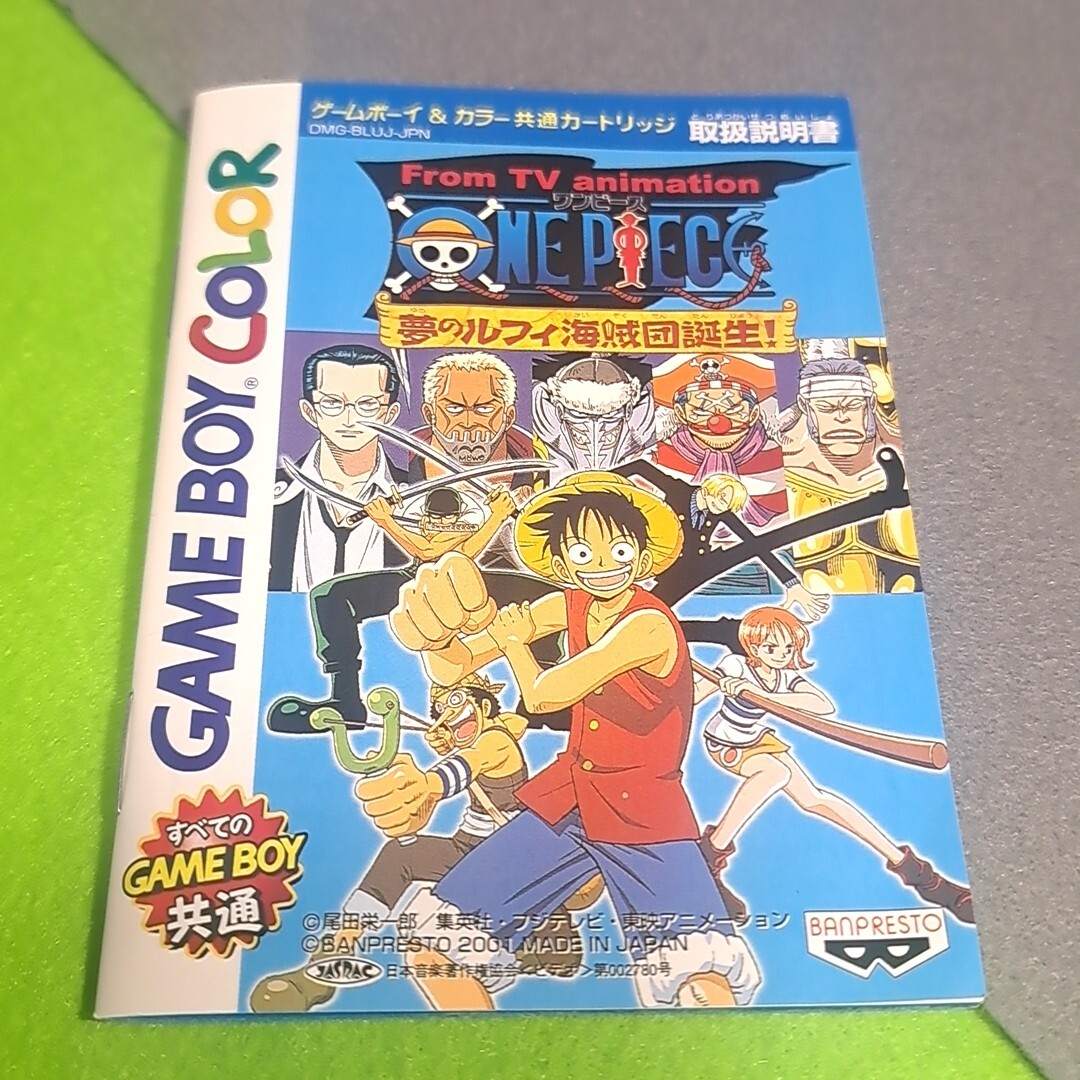 ゲームボーイ & カラー共通カートリッジ
DMG-BLUJ-JPN
とりあつかいせつめいしょ
取扱説明書
From TV animation
ワンピース
ONE PIECE
夢のルフィ海賊団誕生!
GAME BOY COLOR
®
Morgan
すべての
GAME BOY
共通
©尾田栄一郎/集英社・フジテレビ・東映アニメーション
©BANPRESTO 2001 MADE IN JAPAN
JASRAC
日本音楽著作権協会<ビデオ>第002780号
BANPRESTO